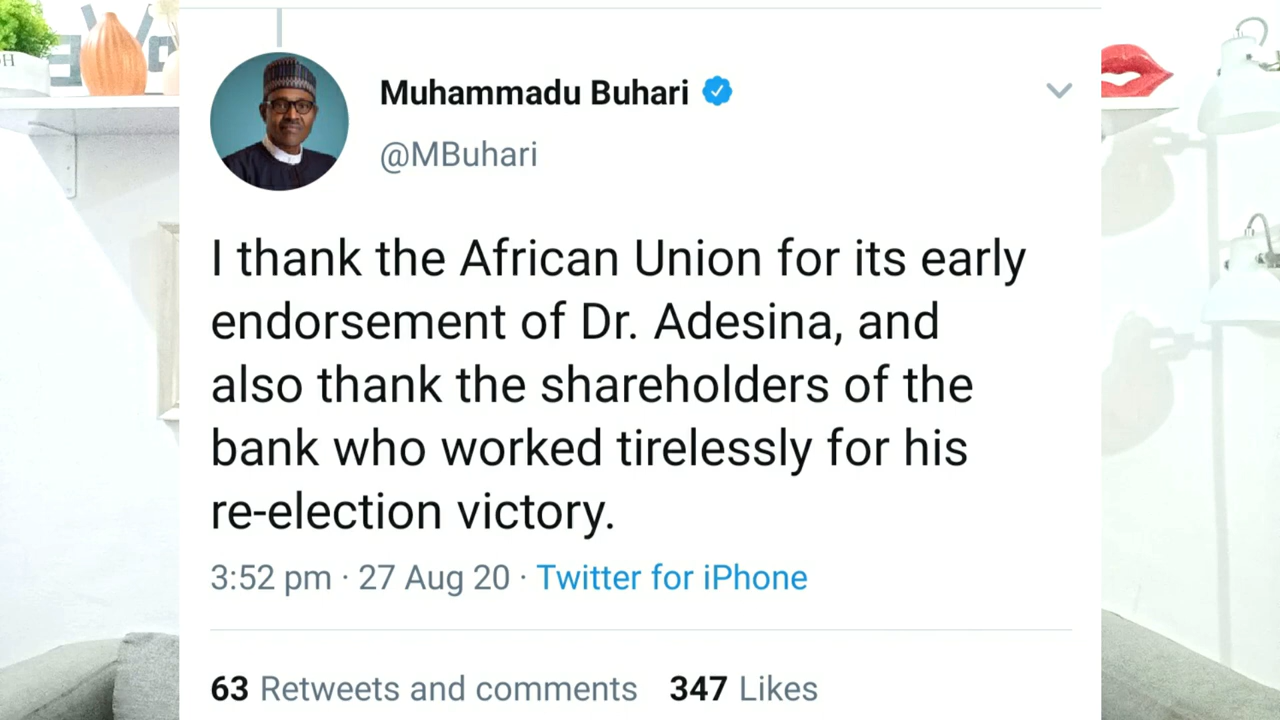 Muhammadu Buhari
@MBuhari
I thank the African Union for its early
endorsement of Dr. Adesina, and
also thank the shareholders of the
bank who worked tirelessly for his
re-election victory.
3:52 pm · 27 Aug 20 · Twitter for iPhone
63 Retweets and comments 347 Likes